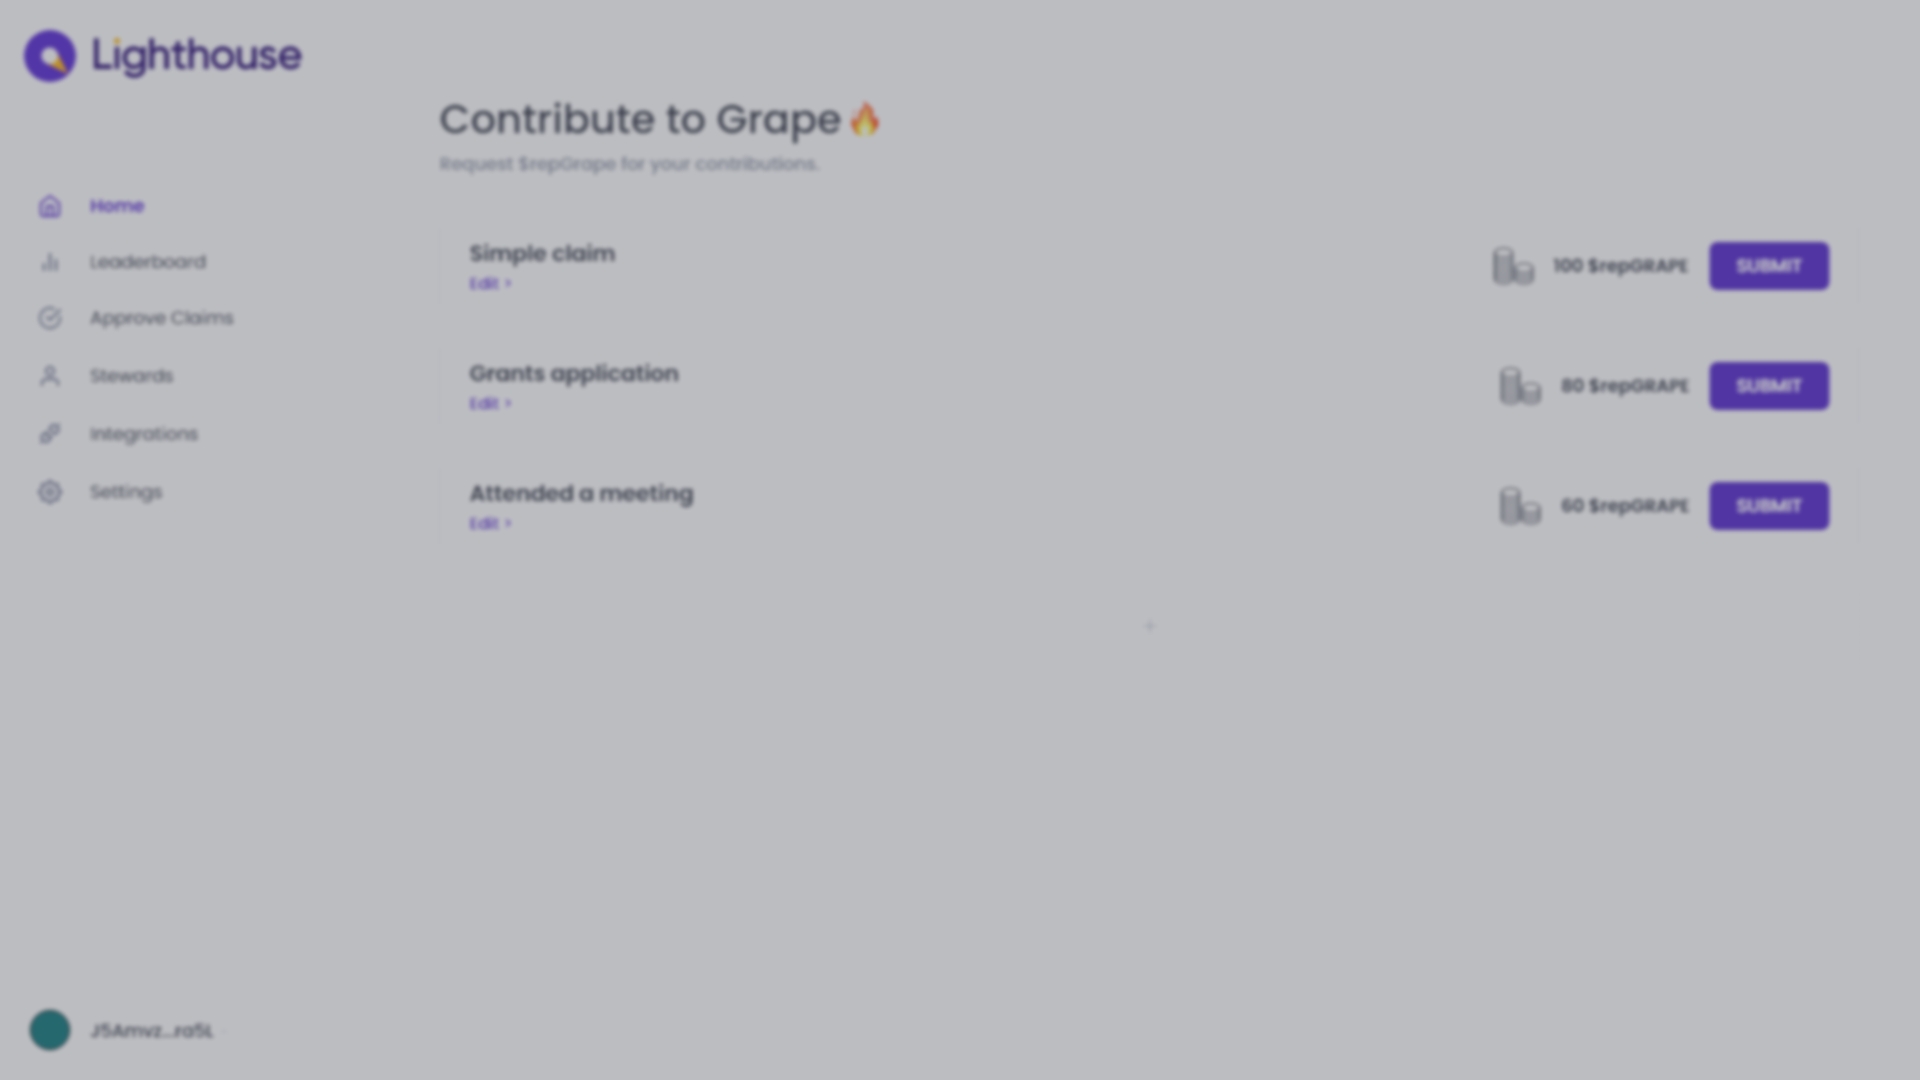 Lighthouse
Contribute to Grape🔥
Request $repGrape for your contributions.
Home
Leaderboard
Approve Claims
Stewards
Integrations
Settings
Simple claim
Edit >
100 $repGRAPE
SUBMIT
Grants application
Edit >
80 $repGRAPE
SUBMIT
Attended a meeting
Edit >
60 $repGRAPE
SUBMIT
J5Amvz...ra5L